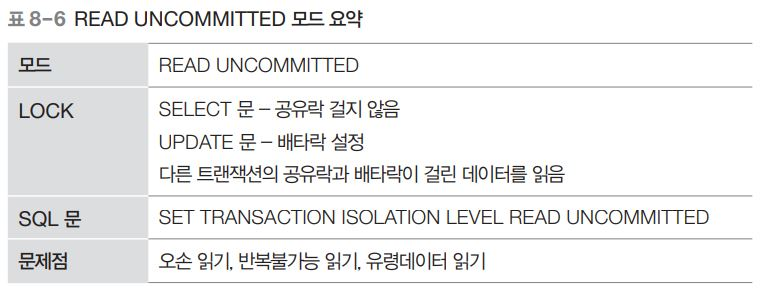 표 8-6 READ UNCOMMITTED 모드 요약
모드 READ UNCOMMITTED
LOCK SELECT 문 – 공유락 걸지 않음
UPDATE 문 – 배타락 설정
다른 트랜잭션의 공유락과 배타락이 걸린 데이터를 읽음
SQL 문 SET TRANSACTION ISOLATION LEVEL READ UNCOMMITTED
문제점 오손 읽기, 반복불가능 읽기, 유령데이터 읽기